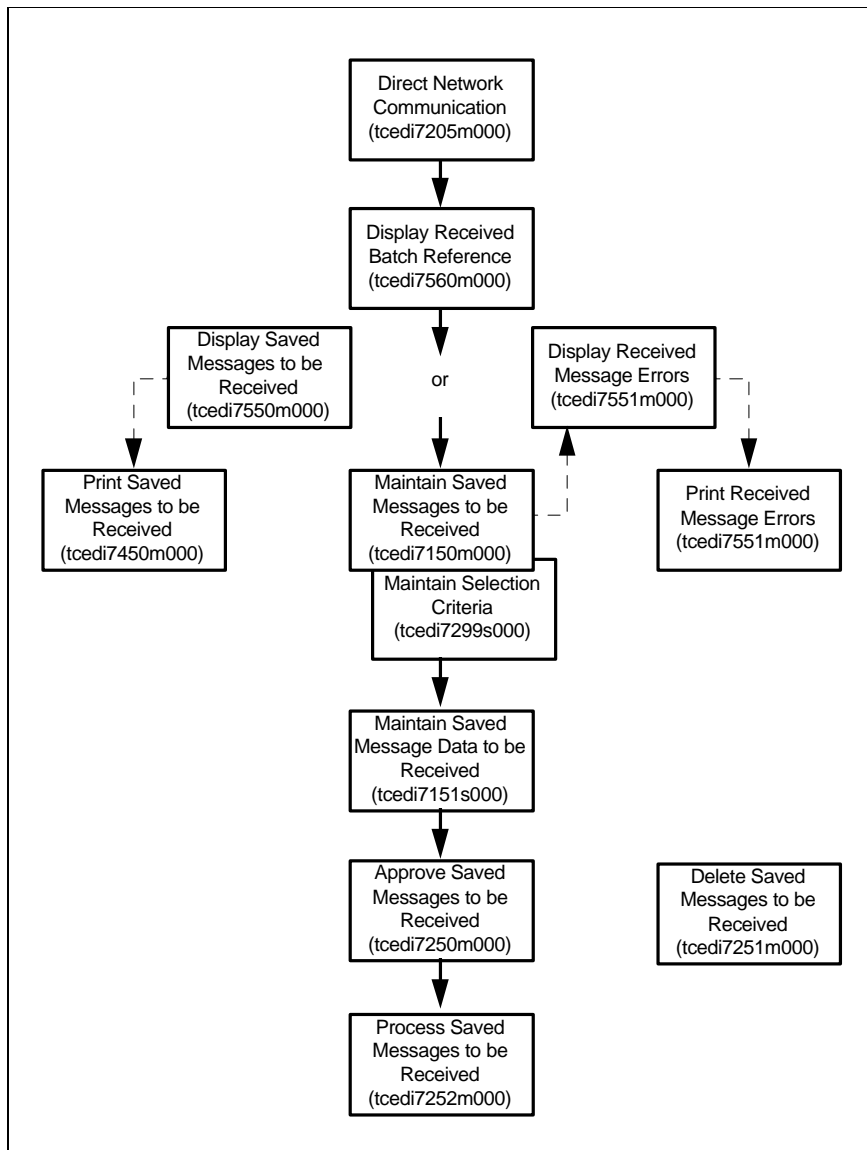 Direct Network
Communication
(tcedi7205m000)
Display Received
Batch Reference
(tcedi7560m000)
Display Saved
Messages to be
Received
(tcedi7550m000)
or
Display Received
Message Errors
(tcedi7551m000)
Print Saved
Messages to be
Received
(tcedi7450m000)
Maintain Saved
Messages to be
Received
(tcedi7150m000)
Print Received
Message Errors
(tcedi7551m000)
Maintain Selection
Criteria
(tcedi7299s000)
Maintain Saved
Message Data to be
Received
(tcedi7151s000)
Approve Saved
Messages to be
Received
(tcedi7250m000)
Delete Saved
Messages to be
Received
(tcedi7251m000)
Process Saved
Messages to be
Received
(tcedi7252m000)